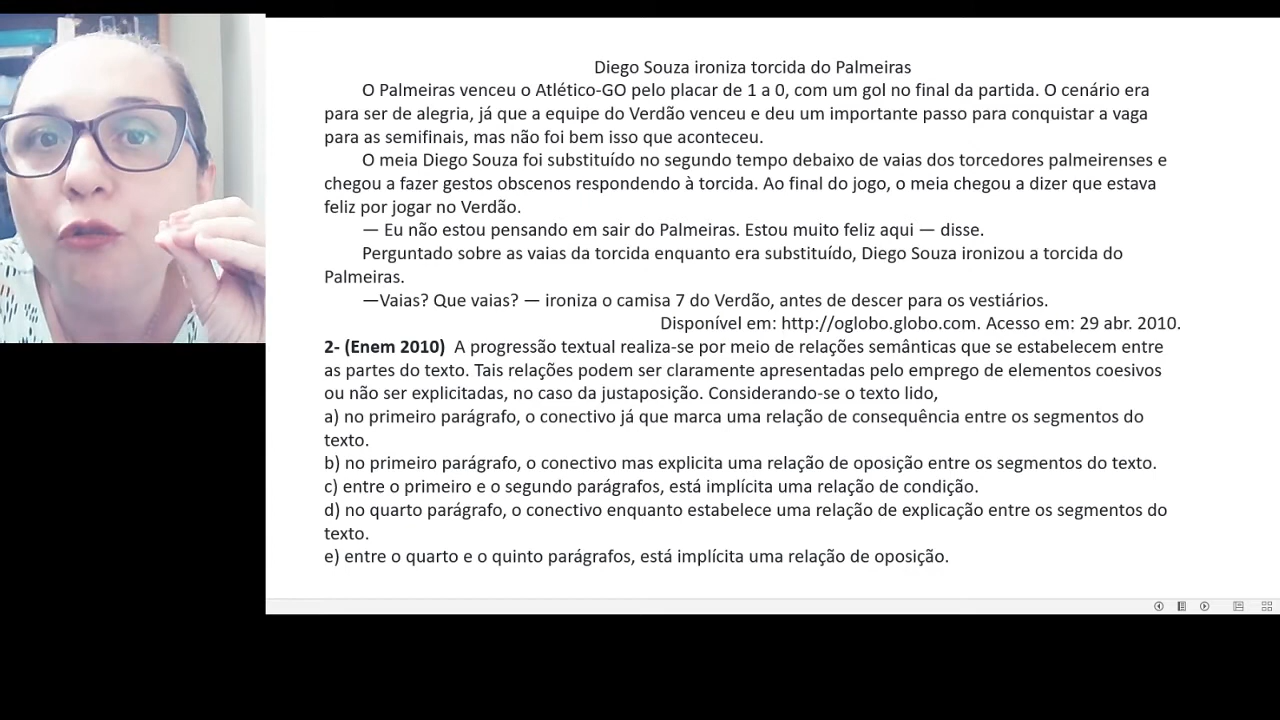 Diego Souza ironiza torcida do Palmeiras
O Palmeiras venceu o Atlético-GO pelo placar de 1 a 0, com um gol no final da partida. O cenário era
para ser de alegria, já que a equipe do Verdão venceu e deu um importante passo para conquistar a vaga
para as semifinais, mas não foi bem isso que aconteceu.
O meia Diego Souza foi substituído no segundo tempo debaixo de vaias dos torcedores palmeirenses e
chegou a fazer gestos obscenos respondendo à torcida. Ao final do jogo, o meia chegou a dizer que estava
feliz por jogar no Verdão.
— Eu não estou pensando em sair do Palmeiras. Estou muito feliz aqui — disse.
Perguntado sobre as vaias da torcida enquanto era substituído, Diego Souza ironizou a torcida do
Palmeiras.
—Vaias? Que vaias? — ironiza o camisa 7 do Verdão, antes de descer para os vestiários.
Disponível em: http://oglobo.globo.com. Acesso em: 29 abr. 2010.
2- (Enem 2010) A progressão textual realiza-se por meio de relações semânticas que se estabelecem entre
as partes do texto. Tais relações podem ser claramente apresentadas pelo emprego de elementos coesivos
ou não ser explicitadas, no caso da justaposição. Considerando-se o texto lido,
a) no primeiro parágrafo, o conectivo já que marca uma relação de consequência entre os segmentos do
texto.
b) no primeiro parágrafo, o conectivo mas explicita uma relação de oposição entre os segmentos do texto.
c) entre o primeiro e o segundo parágrafos, está implícita uma relação de condição.
d) no quarto parágrafo, o conectivo enquanto estabelece uma relação de explicação entre os segmentos do
texto.
e) entre o quarto e o quinto parágrafos, está implícita uma relação de oposição.